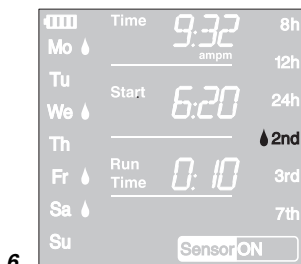 Time 9:32 8h
Mo ampm
12h
Tu
Start 6:20 24h
We
Th 2nd
Run Time 0:10
Fr 3rd
Sa 7th
Su Sensor ON
6